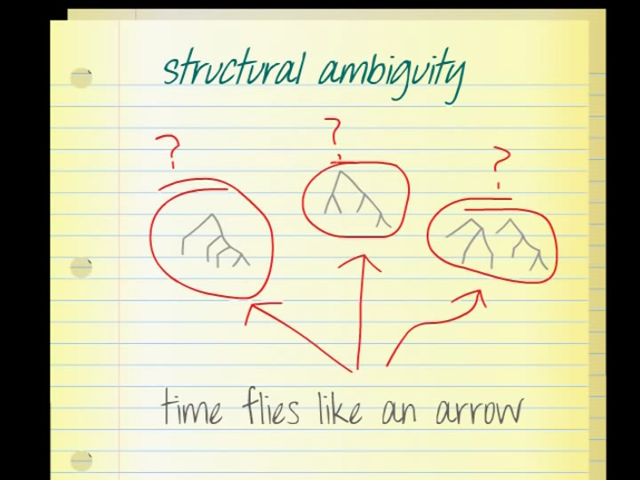 structural ambiguity
? ? ?
time flies like an arrow